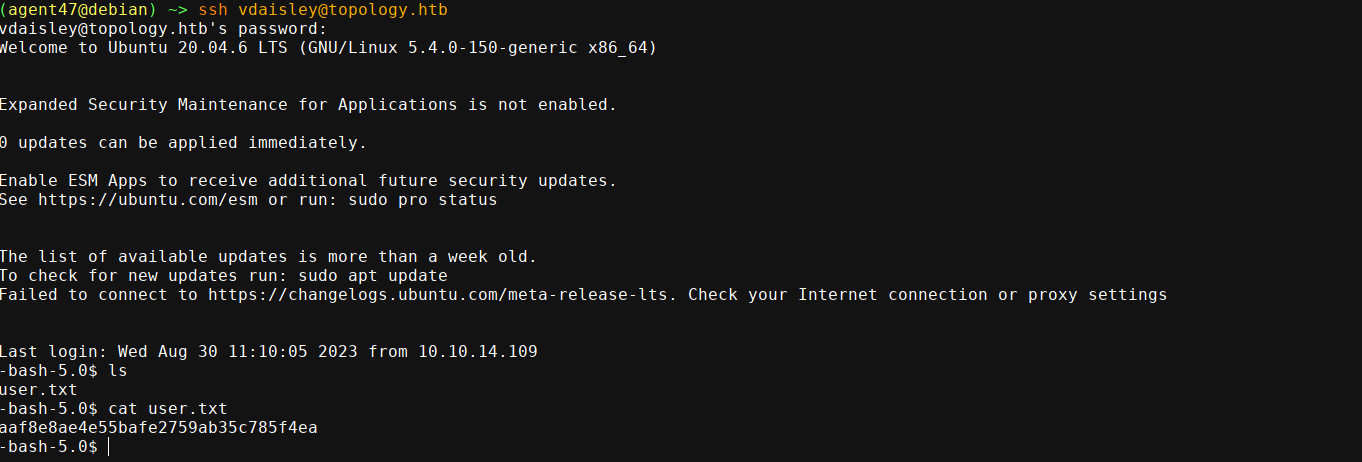 (agent47@debian) ~> ssh vdaisley@topology.htb
vdaisley@topology.htb's password:
Welcome to Ubuntu 20.04.6 LTS (GNU/Linux 5.4.0-150-generic x86_64)
Expanded Security Maintenance for Applications is not enabled.
0 updates can be applied immediately.
Enable ESM Apps to receive additional future security updates.
See https://ubuntu.com/esm or run: sudo pro status
The list of available updates is more than a week old.
To check for new updates run: sudo apt update
Failed to connect to https://changelogs.ubuntu.com/meta-release-lts. Check your Internet connection or proxy settings
Last login: Wed Aug 30 11:10:05 2023 from 10.10.14.109
-bash-5.0$ ls
user.txt
-bash-5.0$ cat user.txt
aaf8e8ae4e55bafe2759ab35c785f4ea
-bash-5.0$